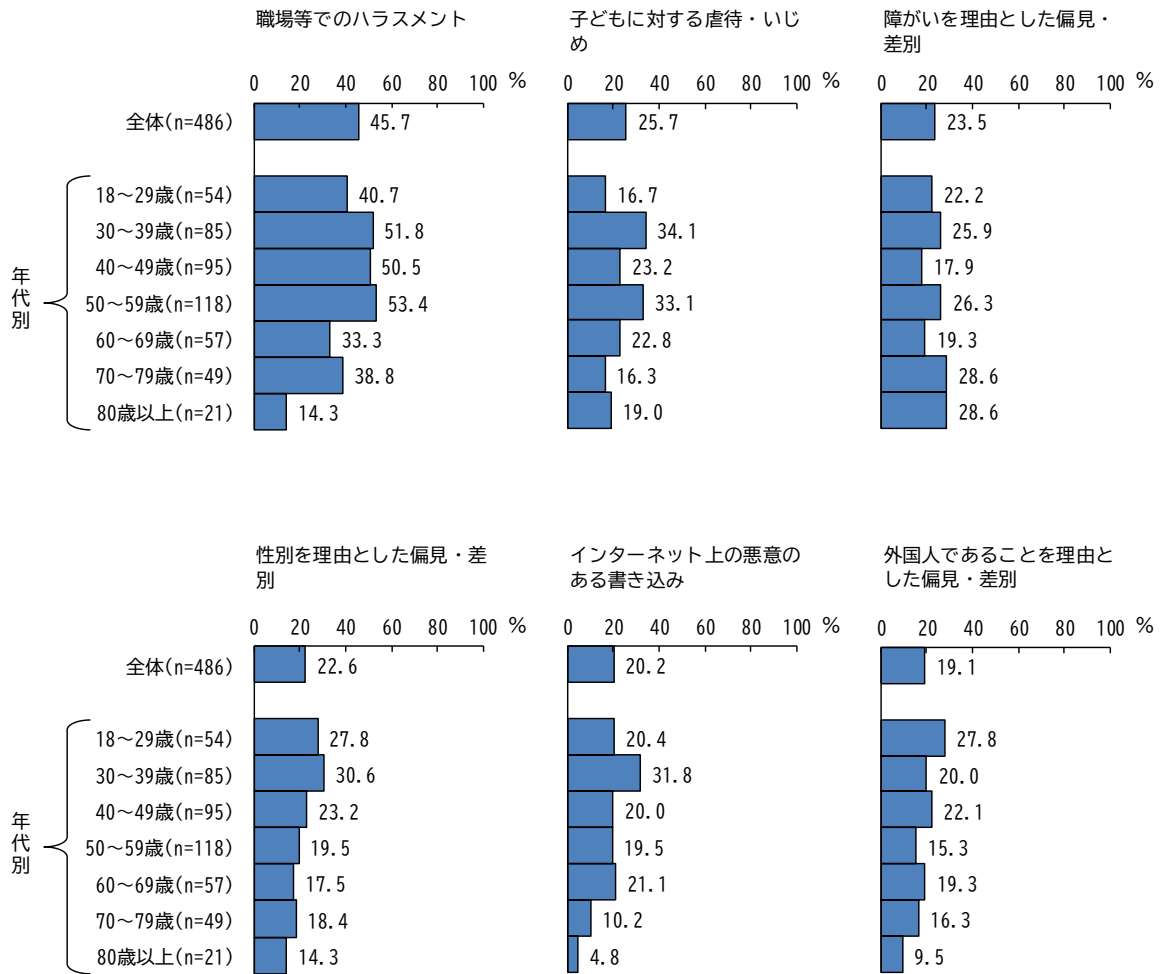 職場等でのハラスメント
子どもに対する虐待・いじ
め
障がいを理由とした偏見・
差別
0 20 40 60 80 100 %
0 20 40 60 80 100 %
0 20 40 60 80 100 %
全体(n=486) 45.7 25.7 23.5
年代別
18～29歳(n=54) 40.7 16.7 22.2
30～39歳(n=85) 51.8 34.1 25.9
40～49歳(n=95) 50.5 23.2 17.9
50～59歳(n=118) 53.4 33.1 26.3
60～69歳(n=57) 33.3 22.8 19.3
70～79歳(n=49) 38.8 16.3 28.6
80歳以上(n=21) 14.3 19.0 28.6
性別を理由とした偏見・差
別
インターネット上の悪意の
ある書き込み
外国人であることを理由と
した偏見・差別
0 20 40 60 80 100 %
0 20 40 60 80 100 %
0 20 40 60 80 100 %
全体(n=486) 22.6 20.2 19.1
年代別
18～29歳(n=54) 27.8 20.4 27.8
30～39歳(n=85) 30.6 31.8 20.0
40～49歳(n=95) 23.2 20.0 22.1
50～59歳(n=118) 19.5 19.5 15.3
60～69歳(n=57) 17.5 21.1 19.3
70～79歳(n=49) 18.4 10.2 16.3
80歳以上(n=21) 14.3 4.8 9.5